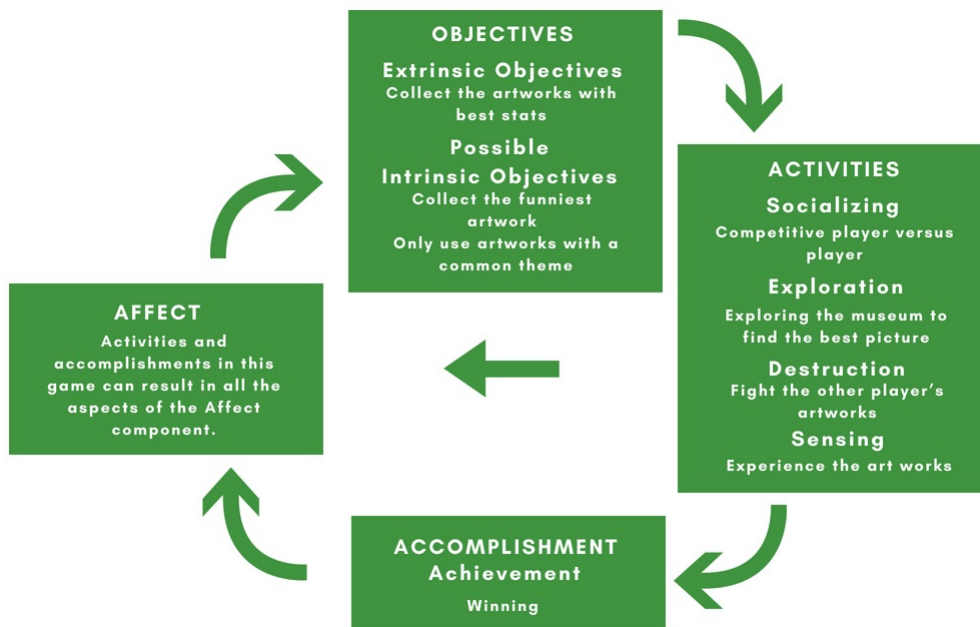 OBJECTIVES
Extrinsic Objectives
Collect the artworks with
best stats
Possible
Intrinsic Objectives
Collect the funniest
artwork
Only use artworks with a
common theme
ACTIVITIES
Socializing
Competitive player versus
player
Exploration
Exploring the museum to
find the best picture
Destruction
Fight the other player's
artworks
Sensing
Experience the art works
ACCOMPLISHMENT
Achievement
Winning
AFFECT
Activities and
accomplishments in this
game can result in all the
aspects of the Affect
component.